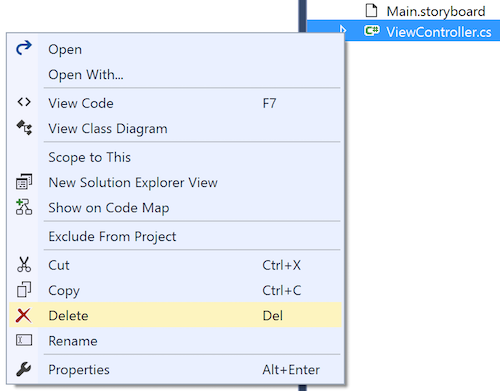 Main.storyboard
C# ViewController.cs
Open
Open With...
View Code F7
View Class Diagram
Scope to This
New Solution Explorer View
Show on Code Map
Exclude From Project
Cut Ctrl+X
Copy Ctrl+C
Delete Del
Rename
Properties Alt+Enter